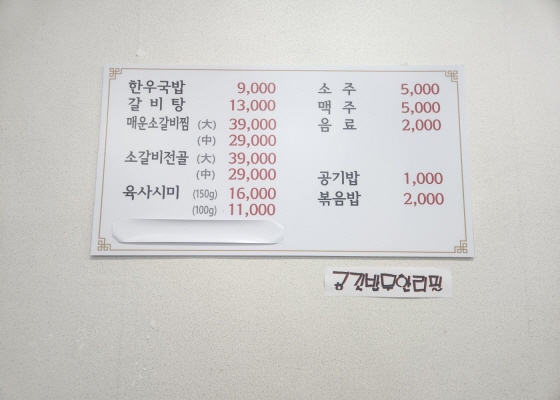 한우국밥 9,000
갈비탕 13,000
매운소갈비찜 (大) 39,000
(中) 29,000
소갈비전골 (大) 39,000
(中) 29,000
육사시미 (150g) 16,000
(100g) 11,000
소주 5,000
맥주 5,000
음료 2,000
공기밥 1,000
볶음밥 2,000
공깃밥무한리필